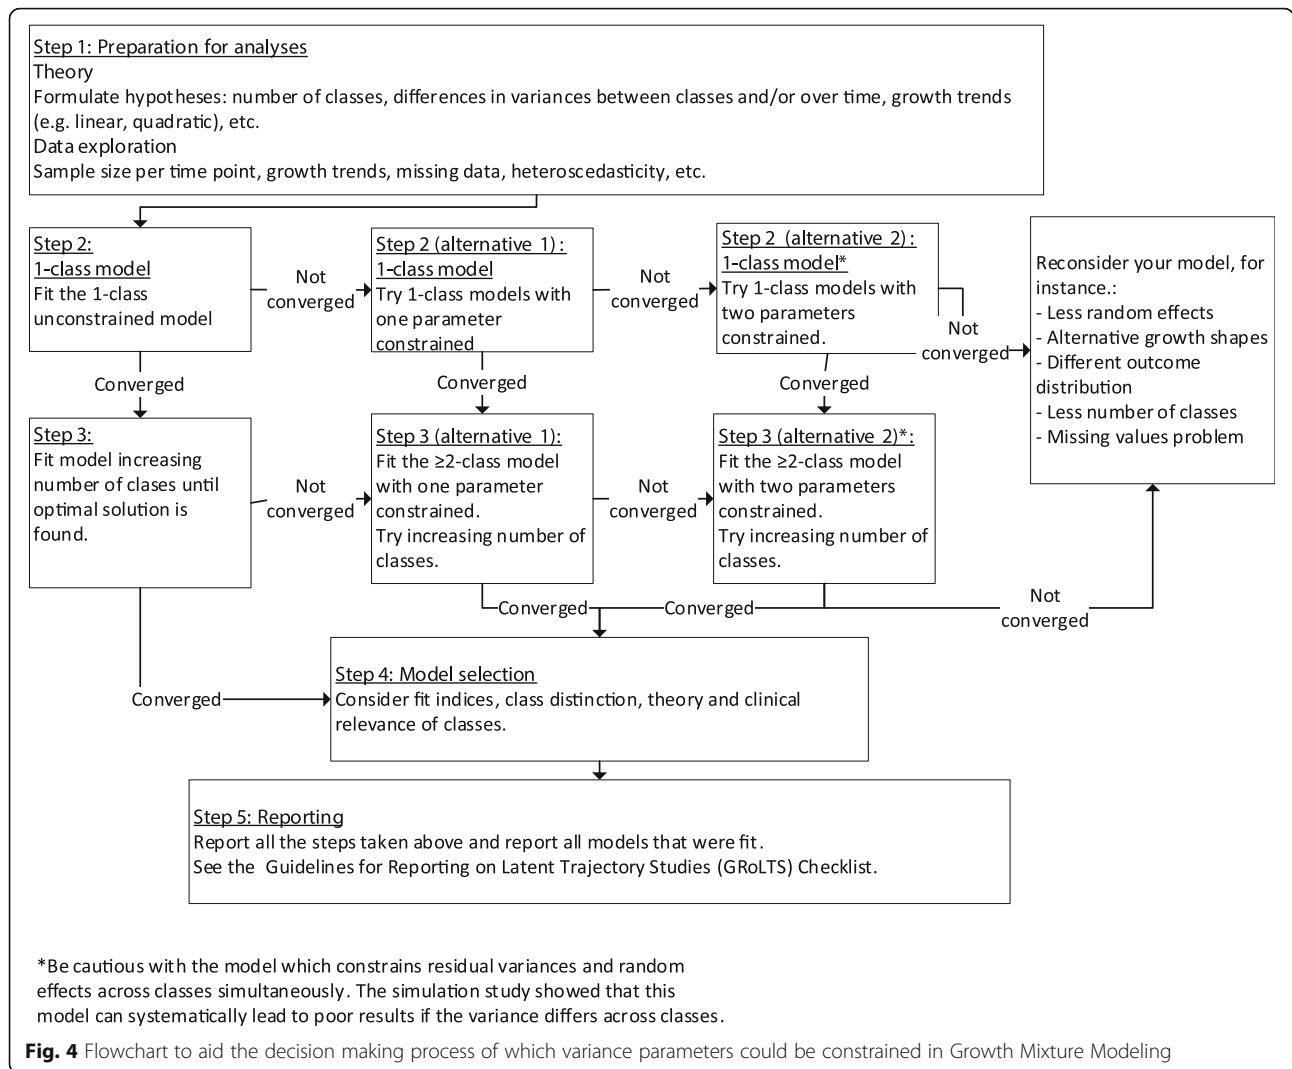 Step 1: Preparation for analyses
Theory
Formulate hypotheses: number of classes, differences in variances between classes and/or over time, growth trends
(e.g. linear, quadratic), etc.
Data exploration
Sample size per time point, growth trends, missing data, heteroscedasticity, etc.
Step 2:
1-class model
Fit the 1-class
unconstrained model
Not
converged
Step 2 (alternative 1) :
1-class model
Try 1-class models with
one parameter
constrained
Not
converged
Step 2 (alternative 2) :
1-class model*
Try 1-class models with
two parameters
constrained.
Not
converged
Reconsider your model, for
instance.:
- Less random effects
- Alternative growth shapes
- Different outcome
distribution
- Less number of classes
- Missing values problem
Converged
Converged
Converged
Step 3:
Fit model increasing
number of clases until
optimal solution is
found.
Not
converged
Step 3 (alternative 1):
Fit the ≥2-class model
with one parameter
constrained.
Try increasing number of
classes.
Not
converged
Step 3 (alternative 2)*:
Fit the ≥2-class model
with two parameters
constrained.
Try increasing number of
classes.
Converged
Converged
Not
converged
Converged
Step 4: Model selection
Consider fit indices, class distinction, theory and clinical
relevance of classes.
Step 5: Reporting
Report all the steps taken above and report all models that were fit.
See the Guidelines for Reporting on Latent Trajectory Studies (GRoLTS) Checklist.
*Be cautious with the model which constrains residual variances and random
effects across classes simultaneously. The simulation study showed that this
model can systematically lead to poor results if the variance differs across classes.
Fig. 4 Flowchart to aid the decision making process of which variance parameters could be constrained in Growth Mixture Modeling